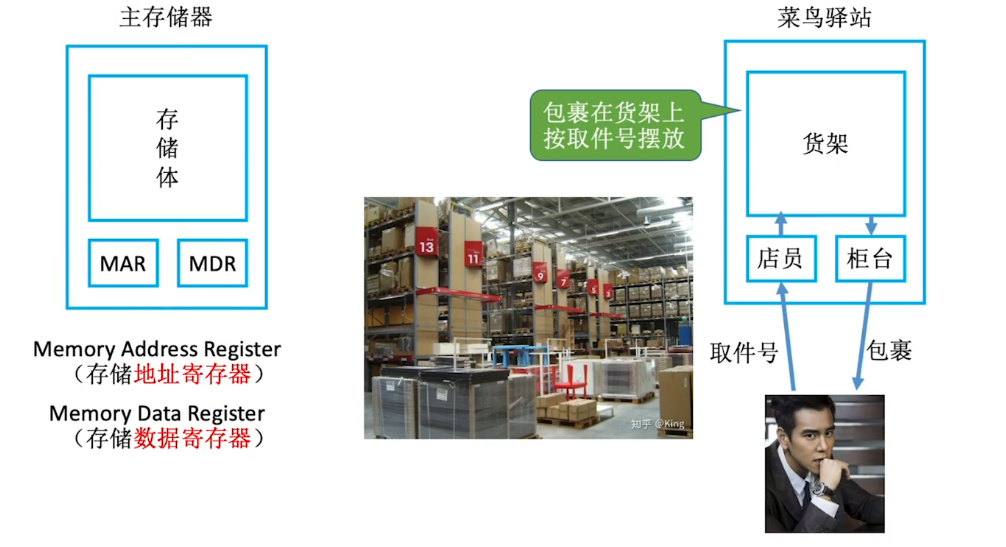 主存储器
存
储
体
MAR
MDR
Memory Address Register
（存储地址寄存器）
Memory Data Register
（存储数据寄存器）
13
11
9
7
5
3
知乎 @King
菜鸟驿站
包裹在货架上
按取件号摆放
货架
店员
柜台
取件号
包裹